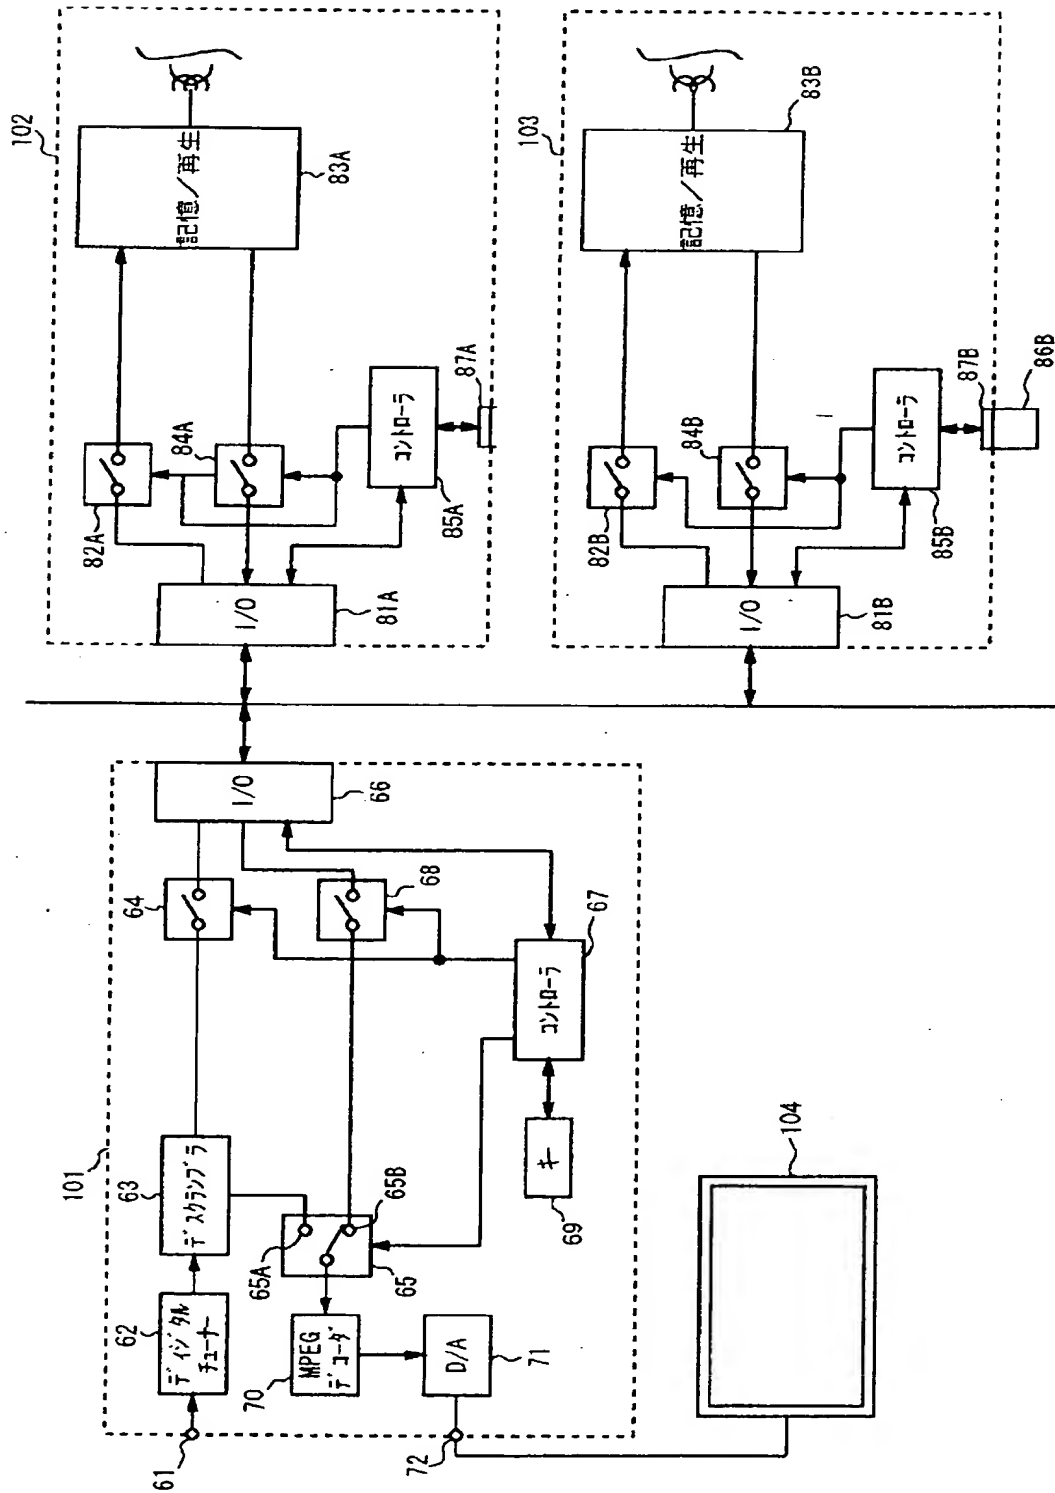 101
61
62
ディジタル
チューナー
63
デスクランブラ
64
I/O
66
65A
65B
65
68
70
MPEG
デコーダ
D/A
71
72
69
キー
コントローラ
67
104
102
I/O
81A
82A
84A
記憶/再生
83A
コントローラ
85A
87A
103
I/O
81B
82B
84B
記憶/再生
83B
コントローラ
85B
87B
86B